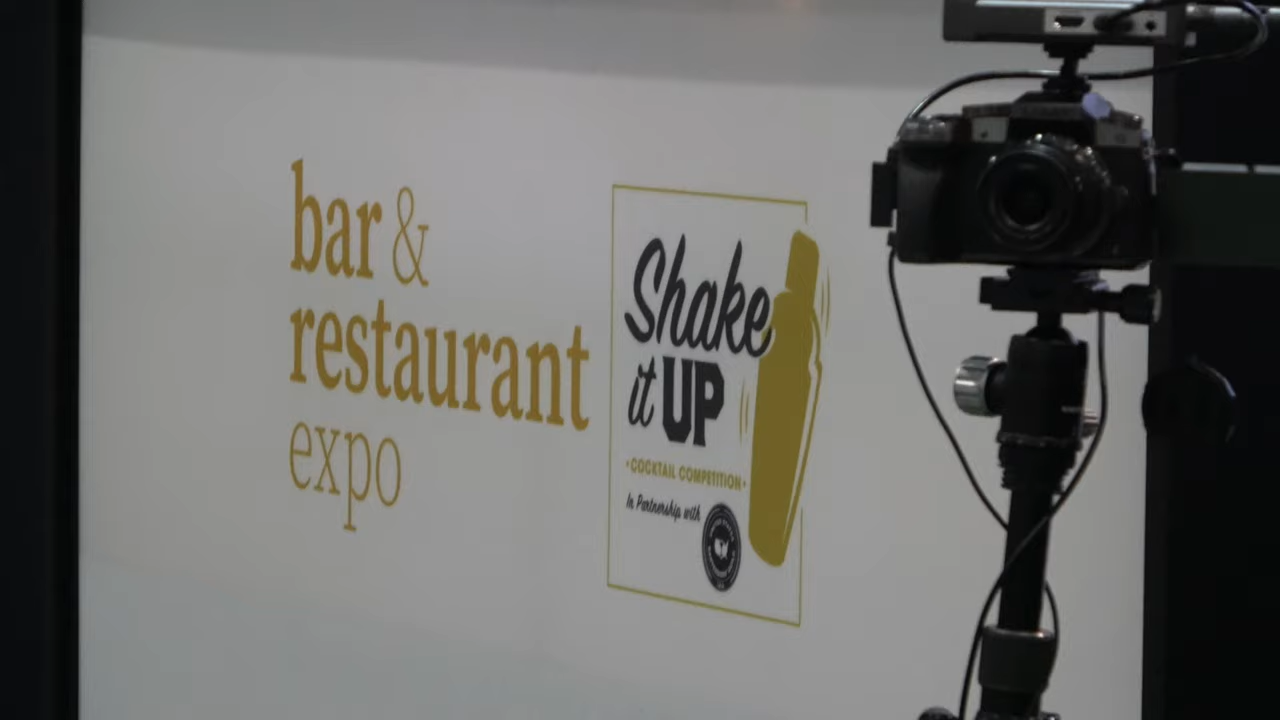 bar &
restaurant
expo
Shake
it UP
• COCKTAIL COMPETITION •
In Partnership with